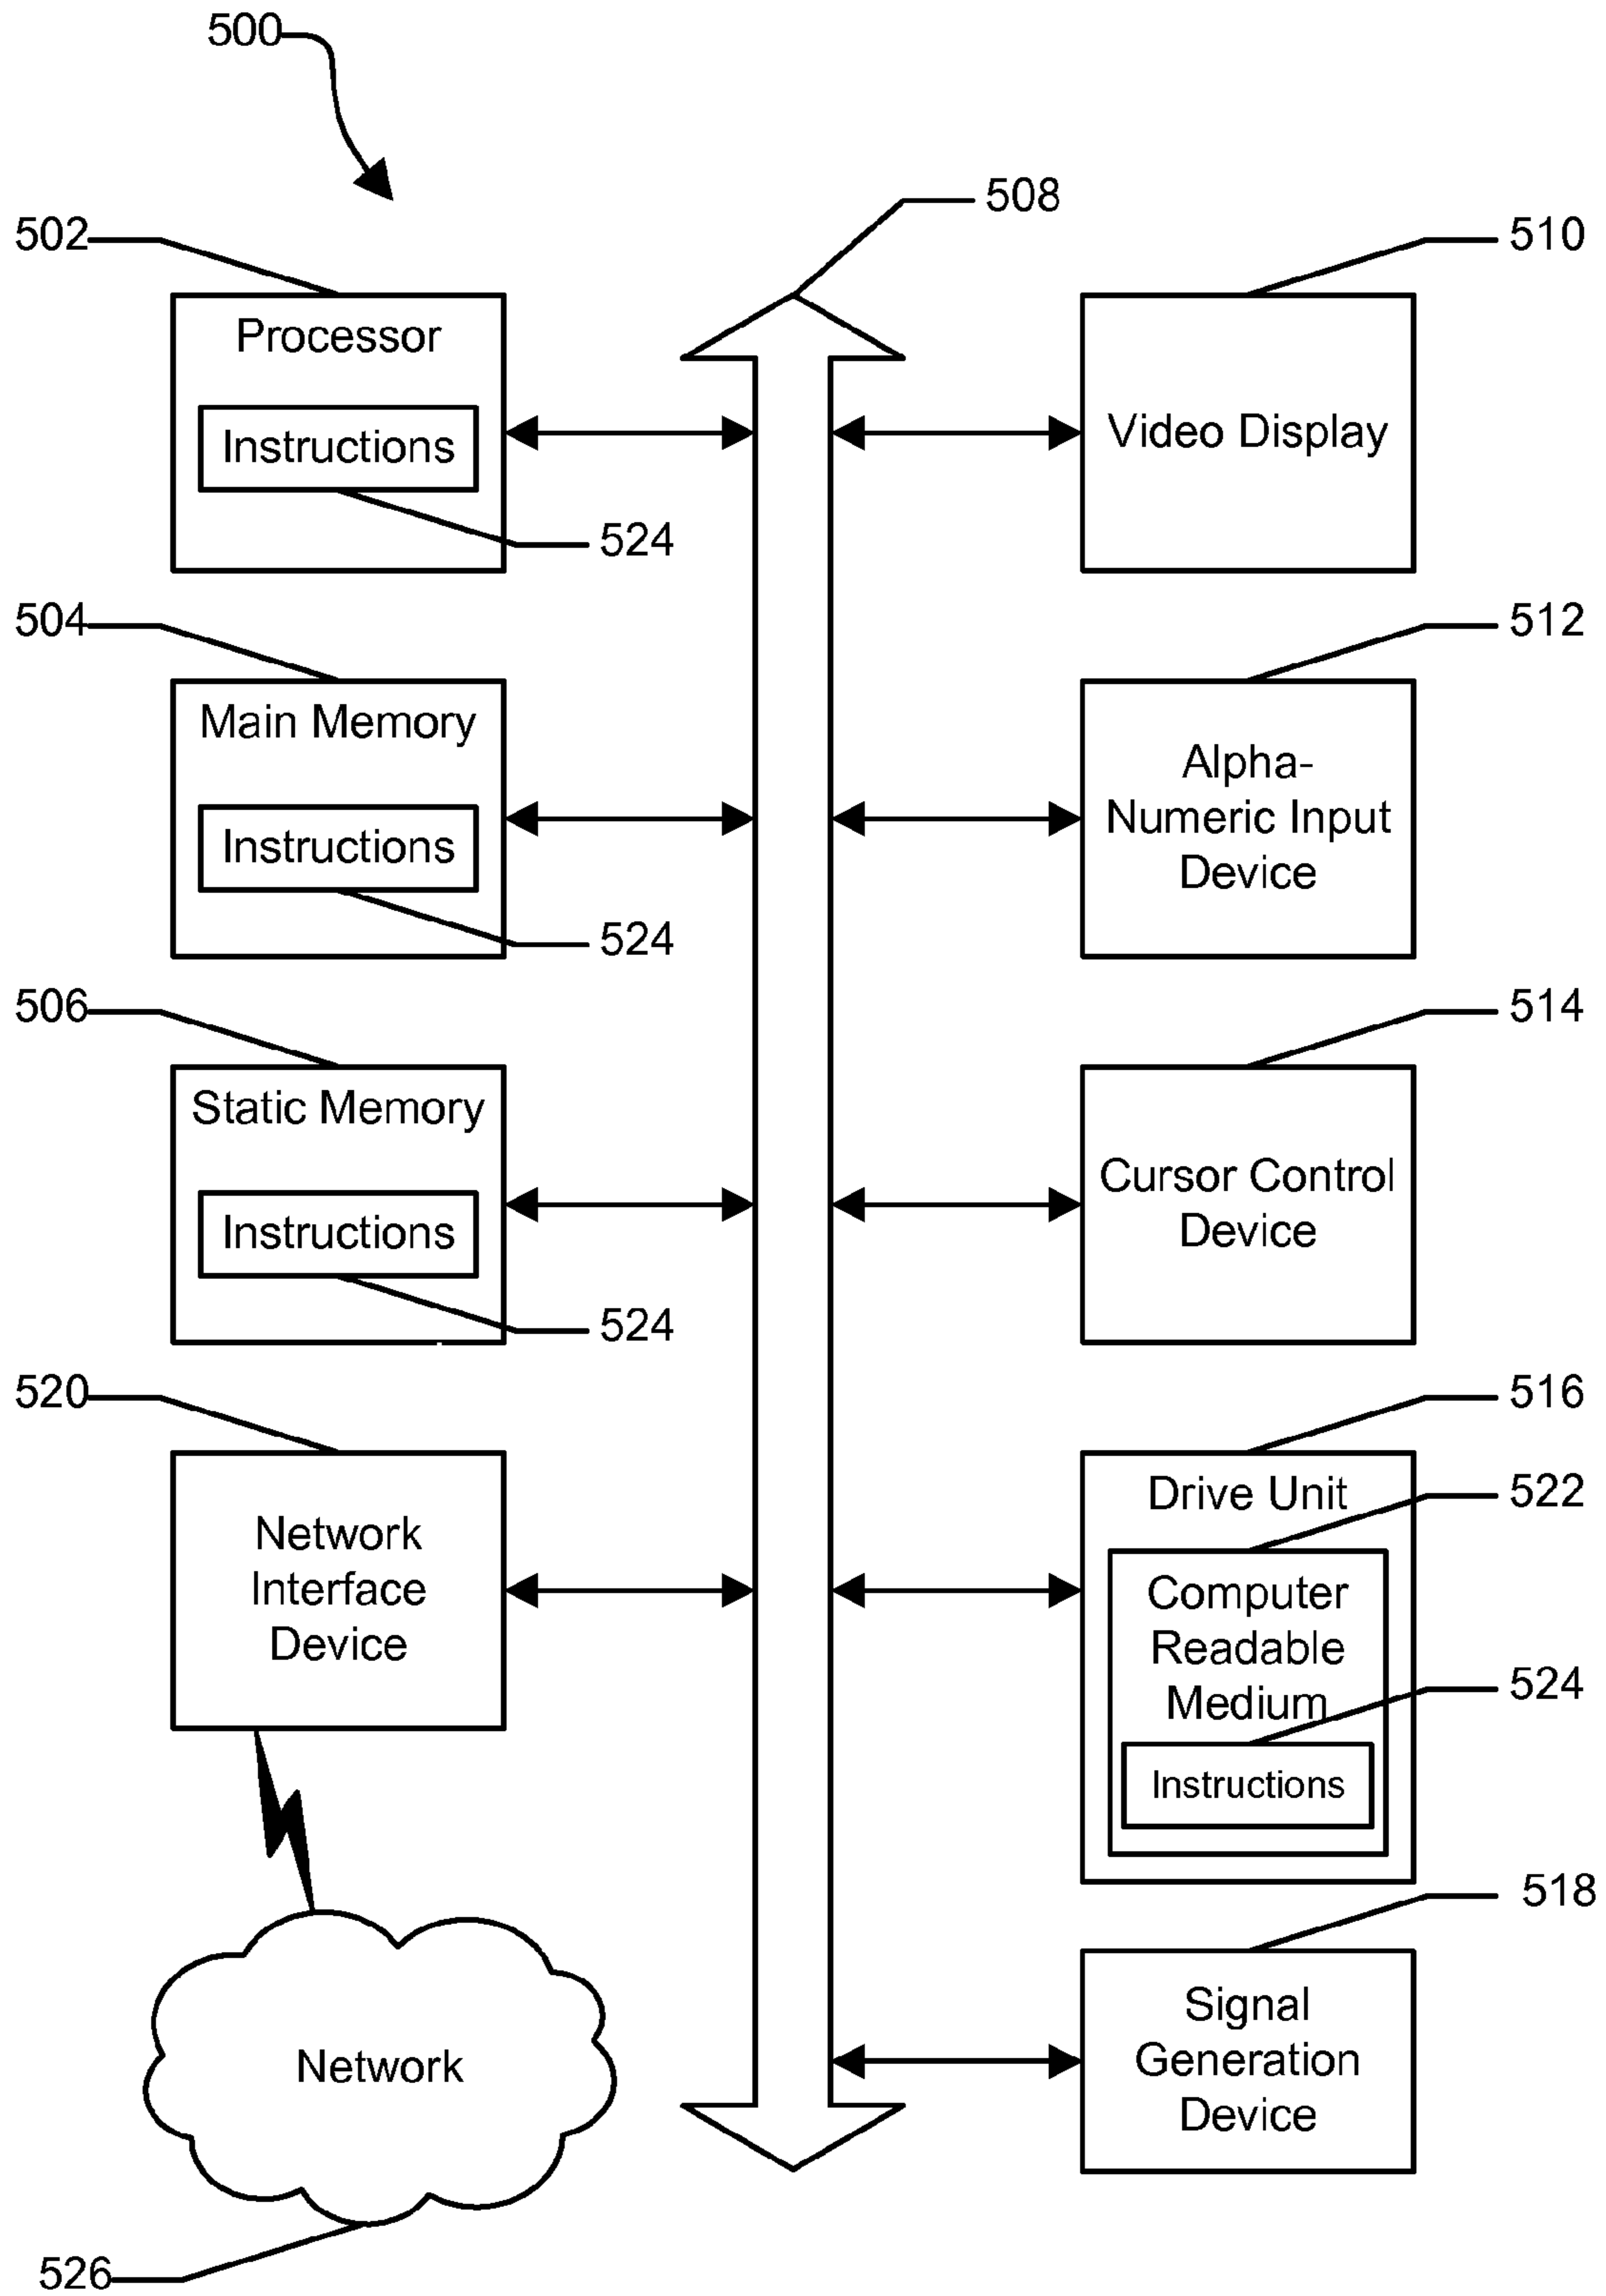 500
508
502
510
Processor
Instructions
524
Video Display
504
512
Main Memory
Instructions
524
Alpha-
Numeric Input
Device
506
514
Static Memory
Instructions
524
Cursor Control
Device
520
516
Network
Interface
Device
Drive Unit
522
Computer
Readable
Medium
524
Instructions
518
Signal
Generation
Device
Network
526